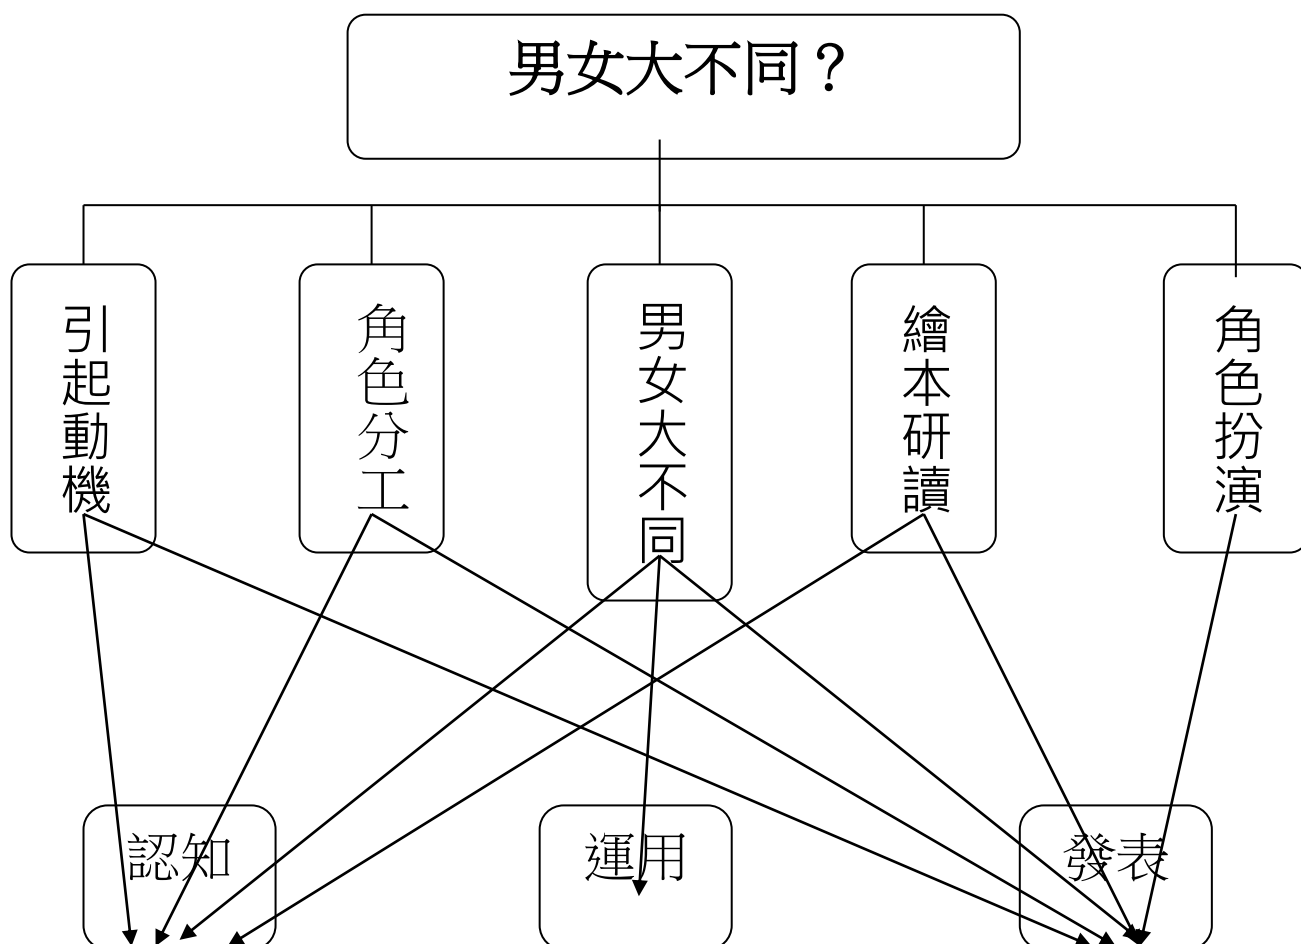 男女大不同？
引起動機
角色分工
男女大不同
繪本研讀
角色扮演
認知
運用
發表